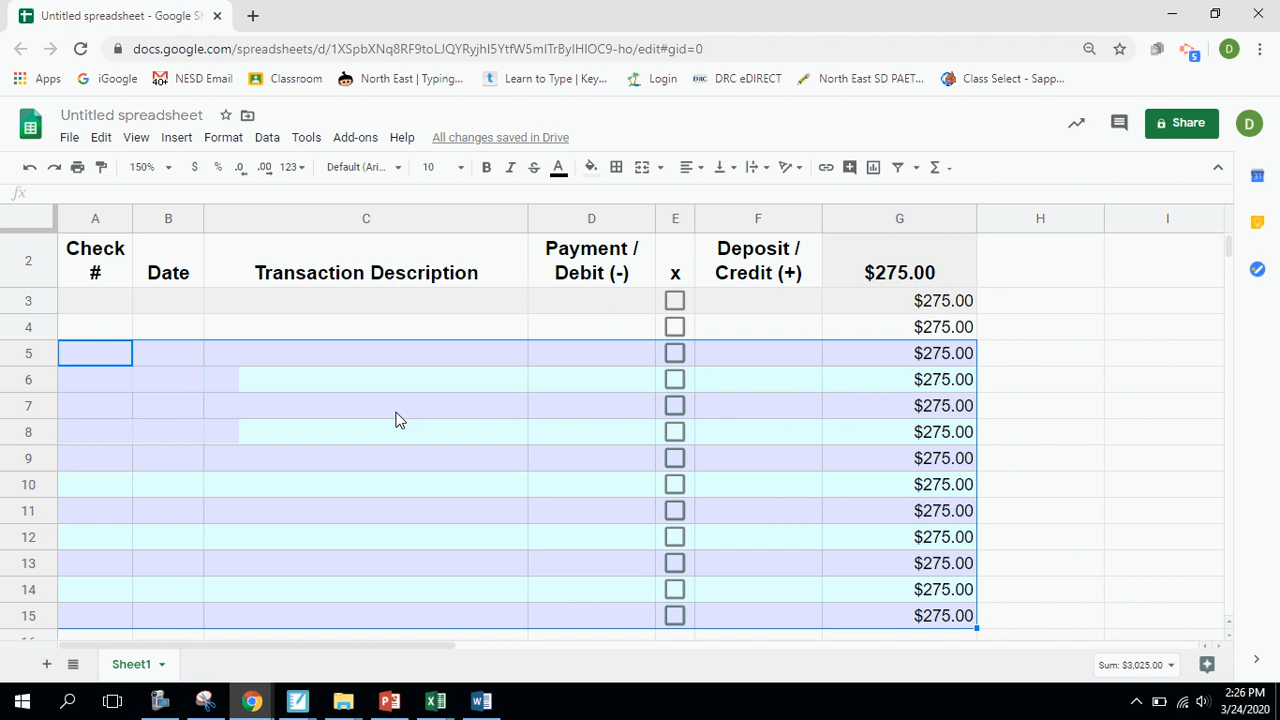 Untitled spreadsheet - Google Sh
docs.google.com/spreadsheets/d/1XSpbXNq8RF9toLJQYRyjhI5YtfW5mITrByIHIOC9-ho/edit#gid=0
Apps iGoogle NESD Email Classroom North East | Typing... Learn to Type | Key... Login DRC eDIRECT North East SD PAET... Class Select - Sapp...
Untitled spreadsheet
Share
D
File Edit View Insert Format Data Tools Add-ons Help All changes saved in Drive
150% $ % .0 .00 123 Default (Ari... 10 B I S A
fx
A B C D E F G H I
2 Check # Date Transaction Description Payment / Debit (-) x Deposit / Credit (+) $275.00
3 $275.00
4 $275.00
5 $275.00
6 $275.00
7 $275.00
8 $275.00
9 $275.00
10 $275.00
11 $275.00
12 $275.00
13 $275.00
14 $275.00
15 $275.00
Sheet1 Sum: $3,025.00
2:26 PM
3/24/2020